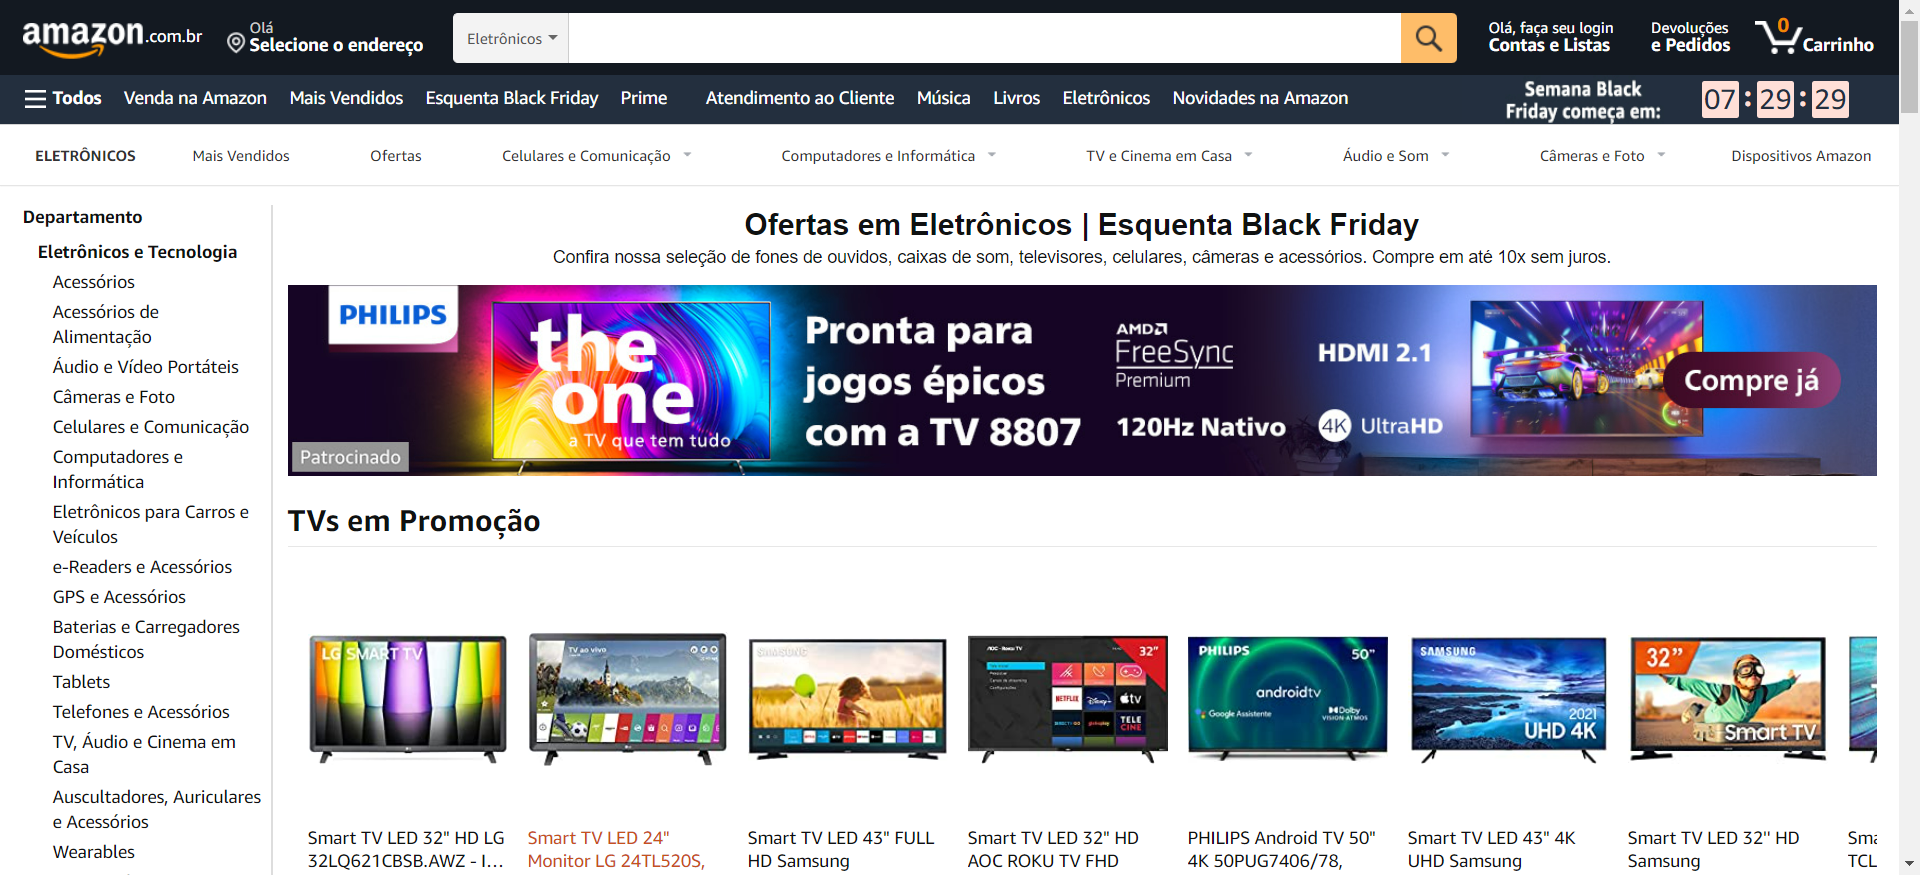 amazon.com.br
Olá
Selecione o endereço
Eletrônicos
Olá, faça seu login
Contas e Listas
Devoluções
e Pedidos
0
Carrinho
Todos
Venda na Amazon
Mais Vendidos
Esquenta Black Friday
Prime
Atendimento ao Cliente
Música
Livros
Eletrônicos
Novidades na Amazon
Semana Black
Friday começa em:
07 : 29 : 29
ELETRÔNICOS
Mais Vendidos
Ofertas
Celulares e Comunicação
Computadores e Informática
TV e Cinema em Casa
Áudio e Som
Câmeras e Foto
Dispositivos Amazon
Departamento
Eletrônicos e Tecnologia
Acessórios
Acessórios de
Alimentação
Áudio e Vídeo Portáteis
Câmeras e Foto
Celulares e Comunicação
Computadores e
Informática
Eletrônicos para Carros e
Veículos
e-Readers e Acessórios
GPS e Acessórios
Baterias e Carregadores
Domésticos
Tablets
Telefones e Acessórios
TV, Áudio e Cinema em
Casa
Auscultadores, Auriculares
e Acessórios
Wearables
Ofertas em Eletrônicos | Esquenta Black Friday
Confira nossa seleção de fones de ouvidos, caixas de som, televisores, celulares, câmeras e acessórios. Compre em até 10x sem juros.
PHILIPS
the
one
a TV que tem tudo
Patrocinado
Pronta para
jogos épicos
com a TV 8807
AMD
FreeSync
Premium
HDMI 2.1
120Hz Nativo
4K UltraHD
Compre já
TVs em Promoção
LG SMART TV
TV ao vivo
SAMSUNG
AOC - Roku TV
32"
NETFLIX
Disney+
tv
DIRECTV GO
globoplay
TELE
CINE
PHILIPS
50"
androidtv
Google Assistente
Dolby
VISION·ATMOS
SAMSUNG
2021
UHD 4K
32"
Smart TV
Smart TV LED 32" HD LG
32LQ621CBSB.AWZ - I...
Smart TV LED 24"
Monitor LG 24TL520S,
Smart TV LED 43" FULL
HD Samsung
Smart TV LED 32" HD
AOC ROKU TV FHD
PHILIPS Android TV 50"
4K 50PUG7406/78,
Smart TV LED 43" 4K
UHD Samsung
Smart TV LED 32'' HD
Samsung
Sma
TCL